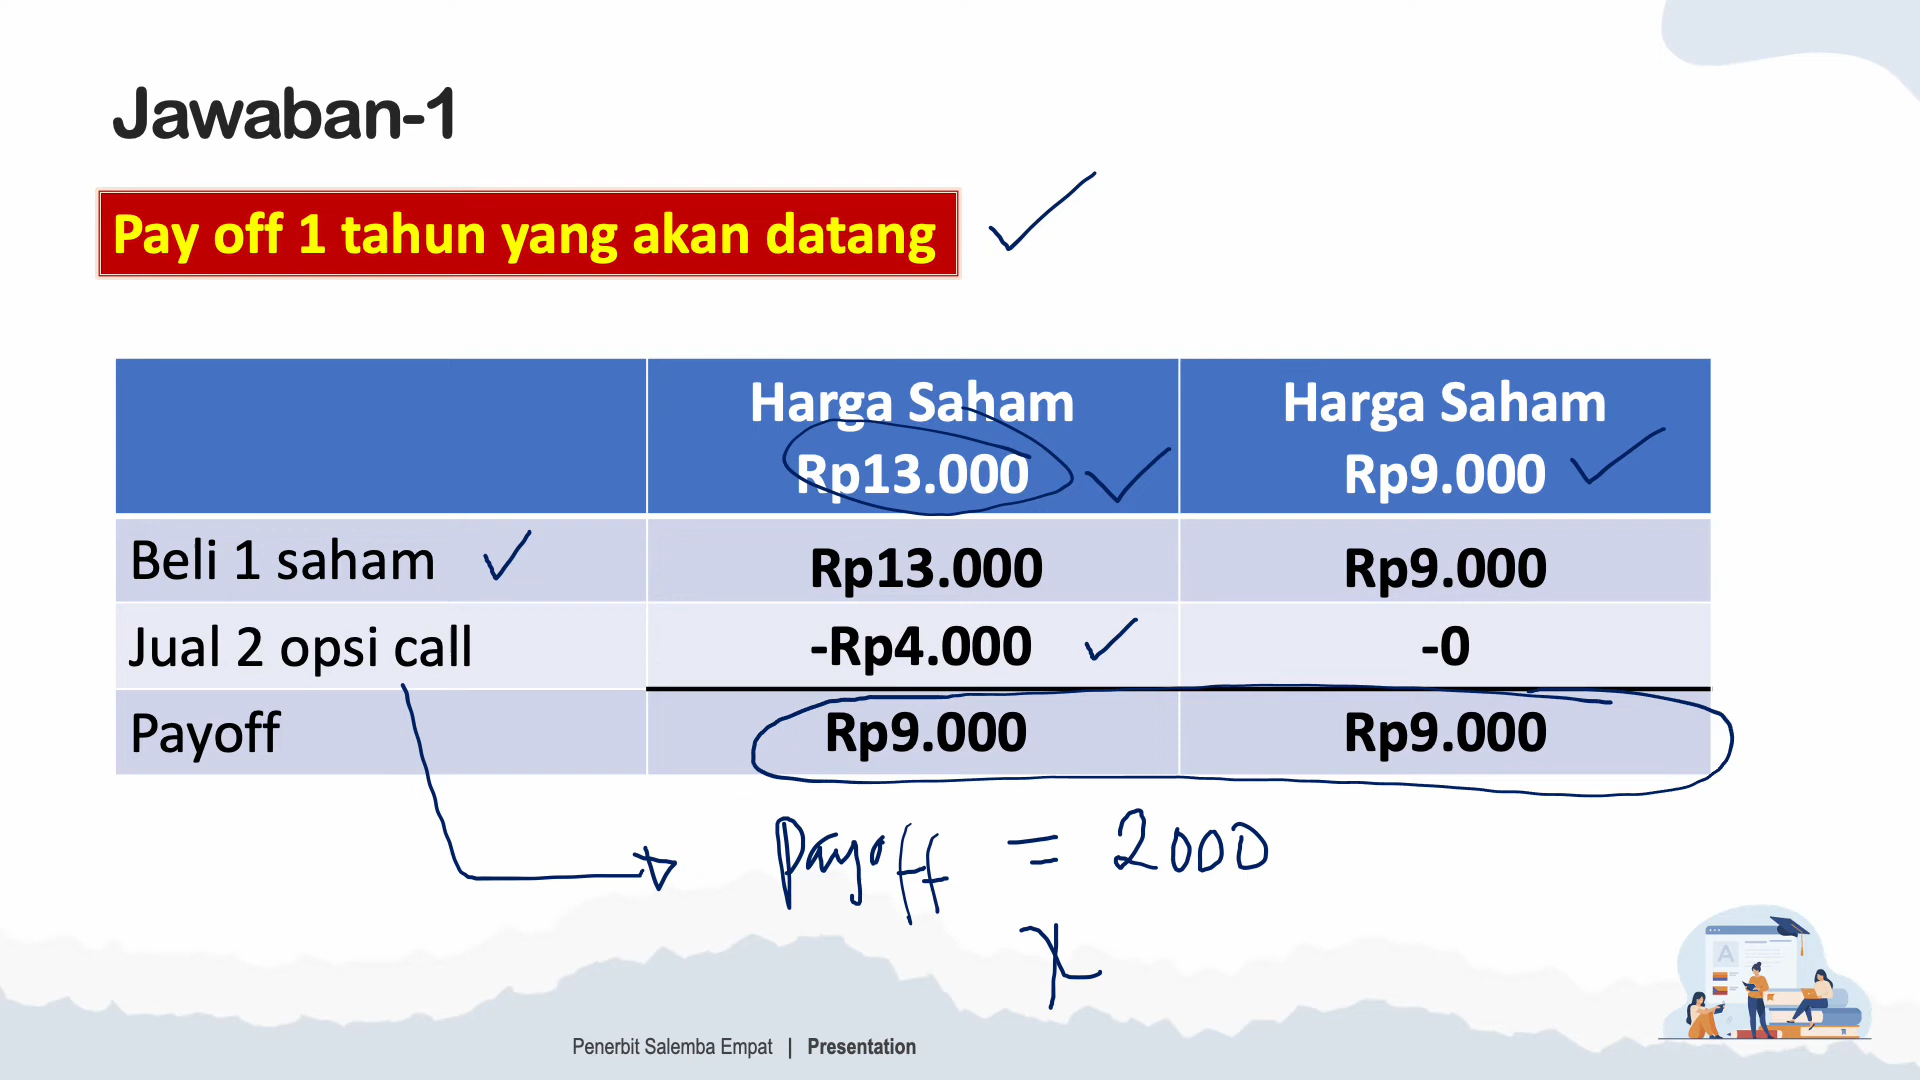 Jawaban-1
Pay off 1 tahun yang akan datang
Harga Saham Rp13.000
Harga Saham Rp9.000
Beli 1 saham Rp13.000 Rp9.000
Jual 2 opsi call -Rp4.000 -0
Payoff Rp9.000 Rp9.000
Payoff = 2000
x
Penerbit Salemba Empat | Presentation